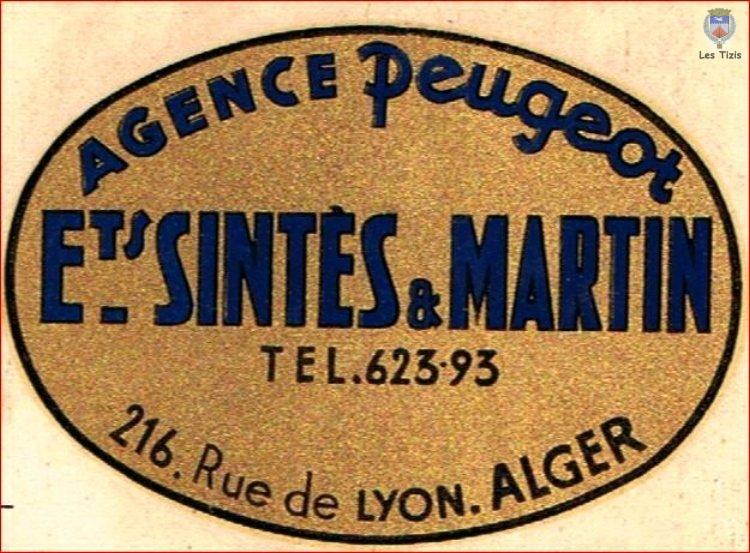 AGENCE Peugeot
Ets SINTÈS & MARTIN
TEL. 623-93
216. Rue de LYON. ALGER
Les Tizis